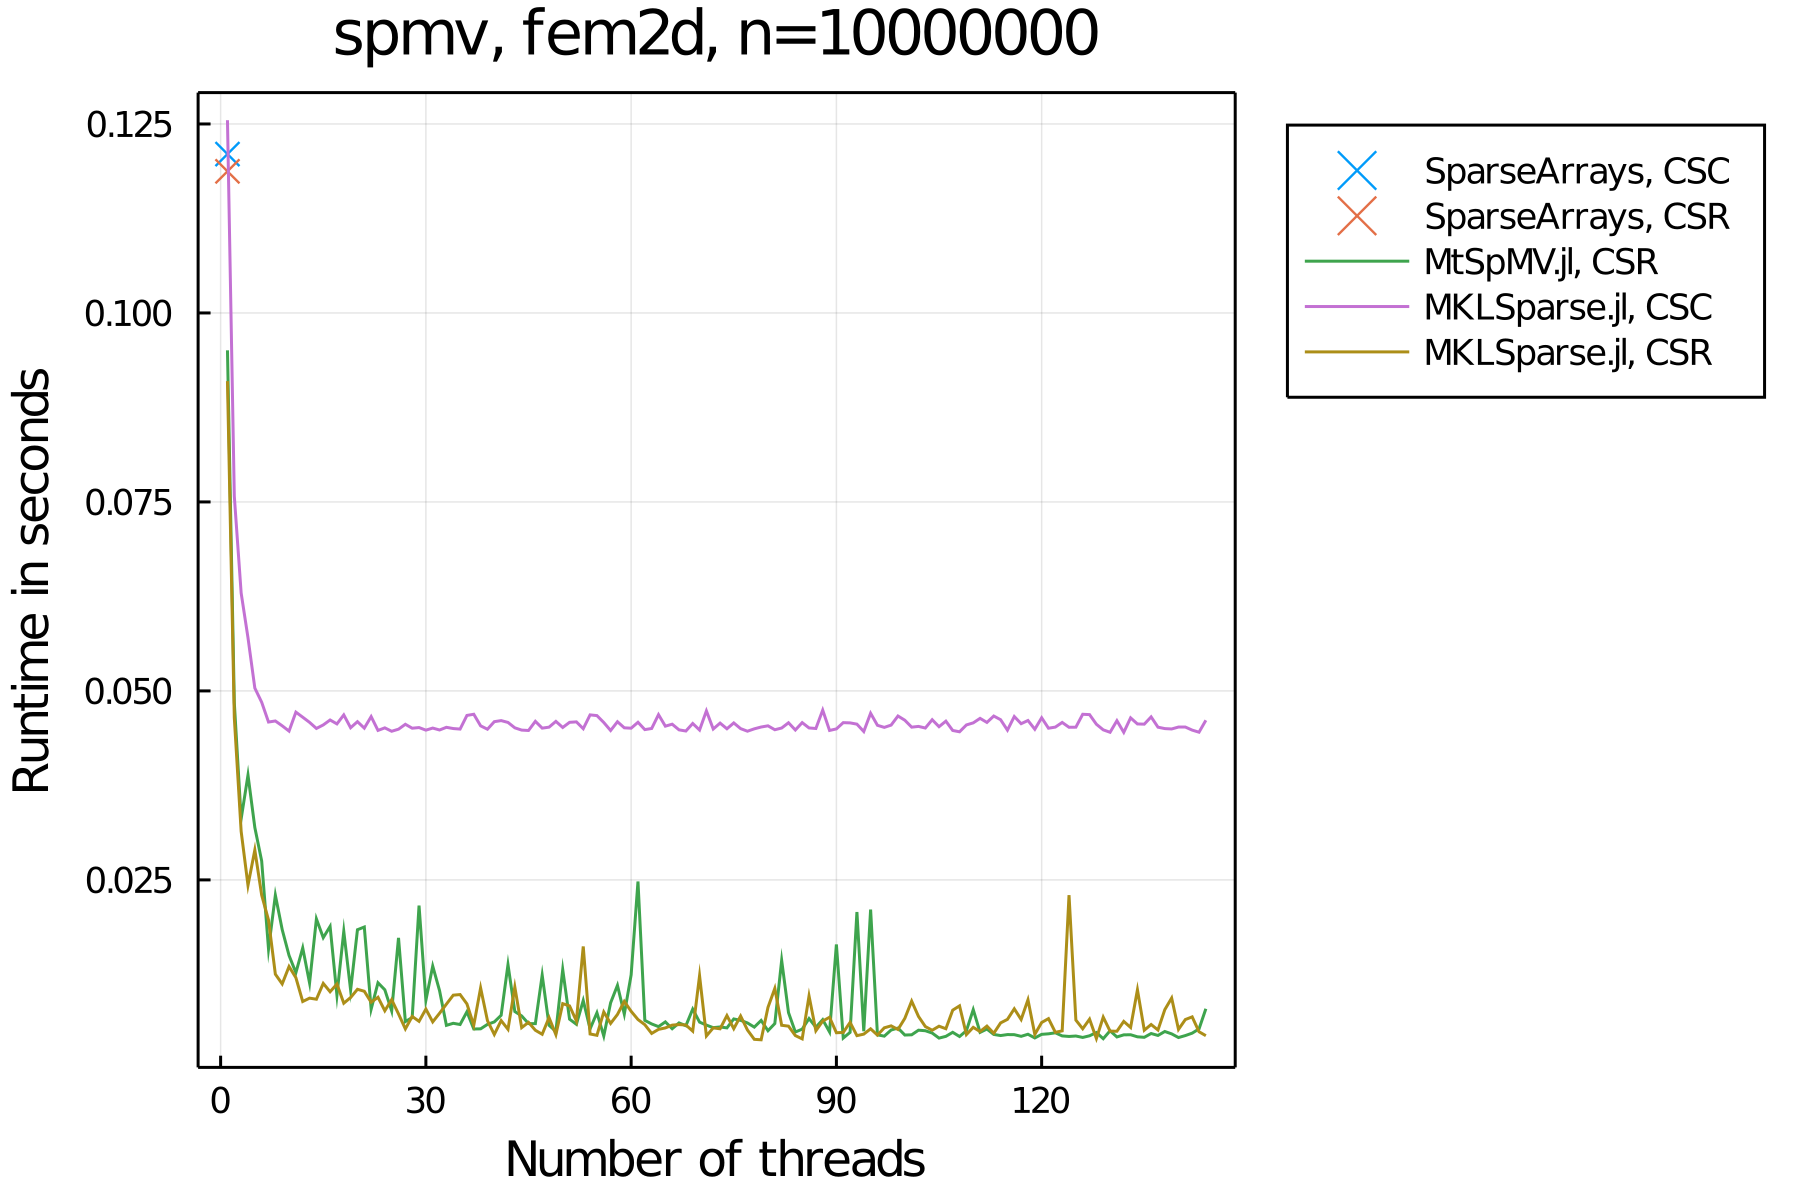 spmv, fem2d, n=10000000
0.125
0.100
0.075
0.050
0.025
Runtime in seconds
0
30
60
90
120
Number of threads
SparseArrays, CSC
SparseArrays, CSR
MtSpMV.jl, CSR
MKLSparse.jl, CSC
MKLSparse.jl, CSR